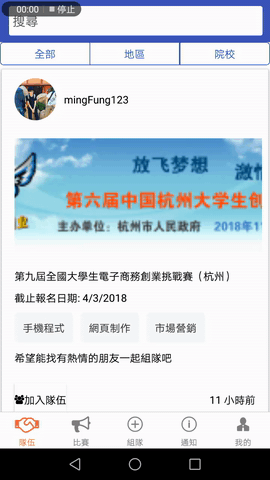 00:00 停止
搜尋
全部 地區 院校
mingFung123
放飞梦想 激情
第六届中国杭州大学生创
主办单位：杭州市人民政府 2018年11
第九屆全國大學生電子商務創業挑戰賽（杭州）
截止報名日期: 4/3/2018
手機程式 網頁制作 市場營銷
希望能找有熱情的朋友一起組隊吧
加入隊伍 11 小時前
隊伍 比賽 組隊 通知 我的